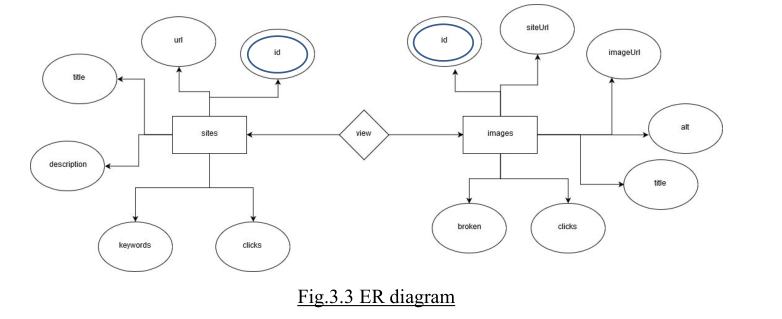 url
id
title
sites
description
keywords
clicks
view
id
siteUrl
imageUrl
images
alt
title
broken
clicks
Fig.3.3 ER diagram